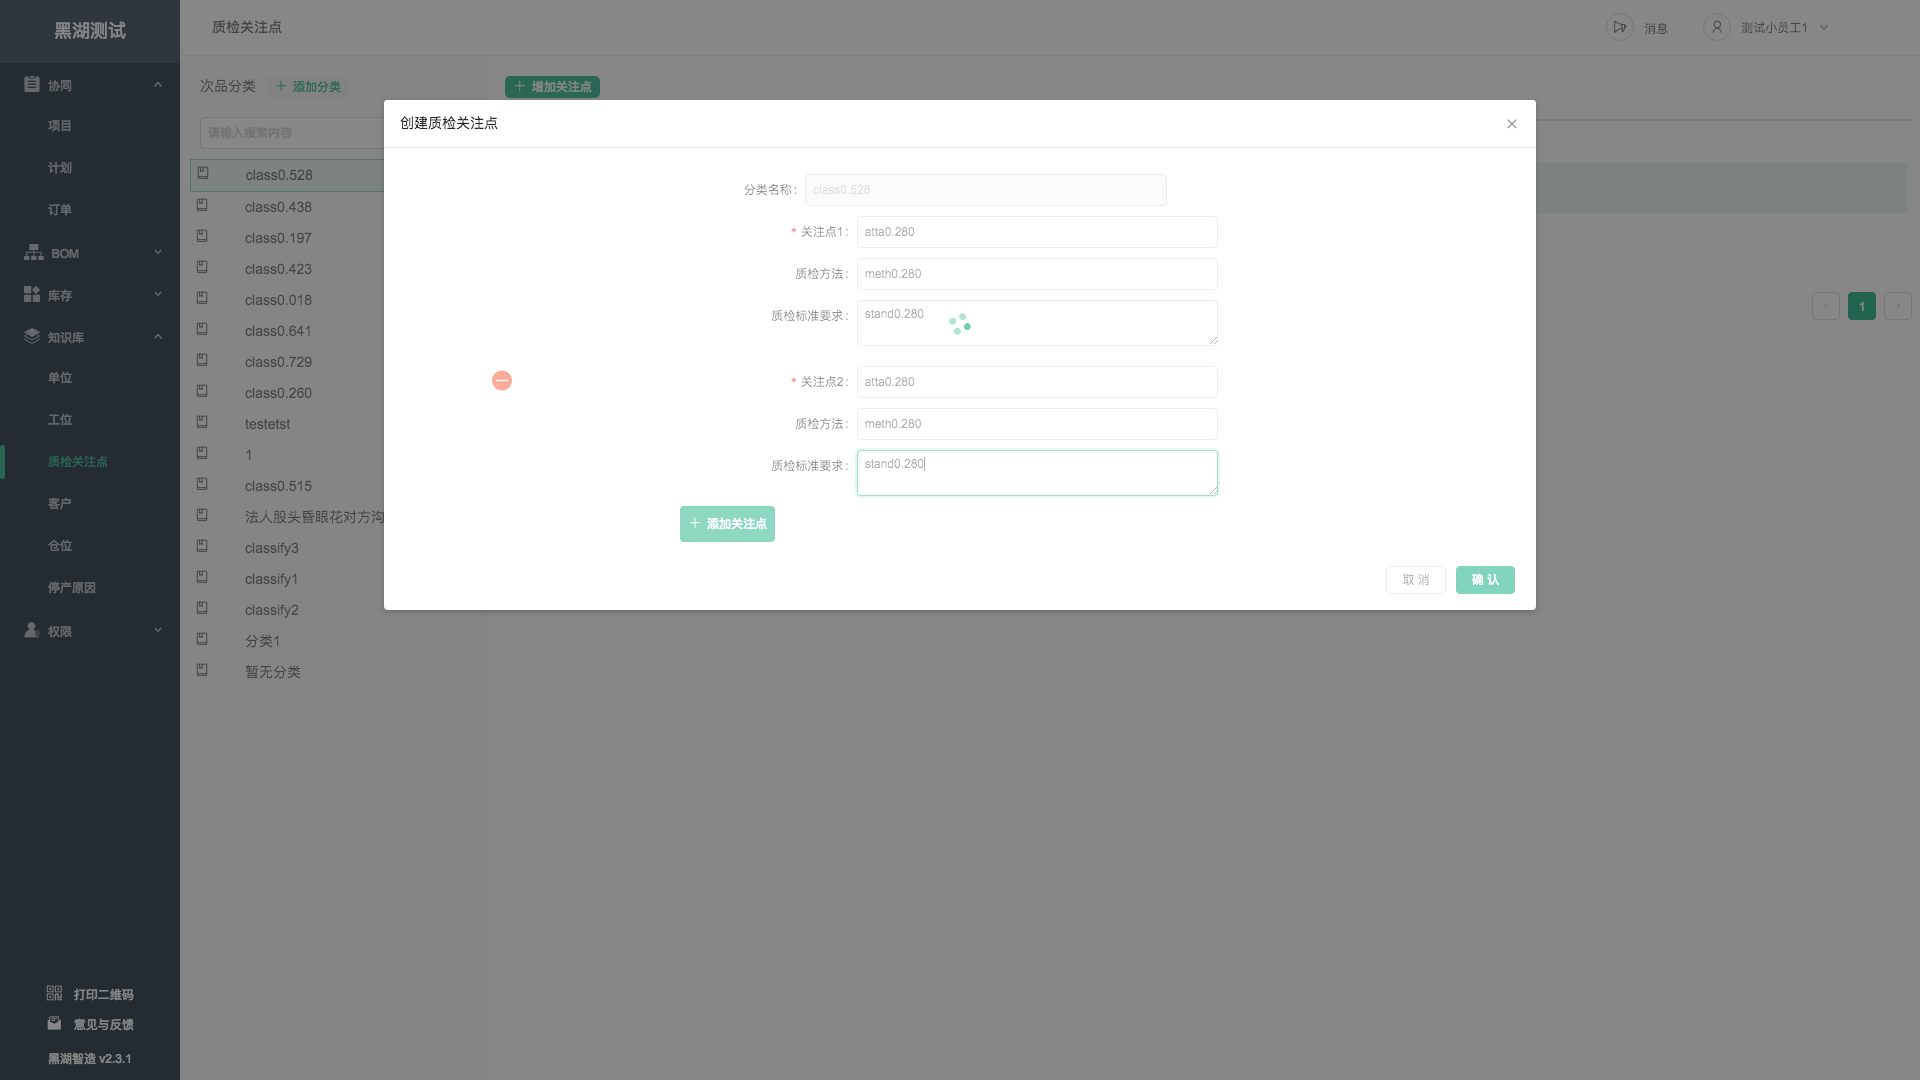 黑湖测试
协同
项目
计划
订单
BOM
库存
知识库
单位
工位
质检关注点
客户
仓位
停产原因
权限
打印二维码
意见与反馈
黑湖智造 v2.3.1
质检关注点
消息
测试小员工1
次品分类
添加分类
请输入搜索内容
class0.528
class0.438
class0.197
class0.423
class0.018
class0.641
class0.729
class0.260
testetst
1
class0.515
法人股头昏眼花对方沟
classify3
classify1
classify2
分类1
暂无分类
增加关注点
1
创建质检关注点
分类名称: class0.528
* 关注点1: atta0.280
质检方法: meth0.280
质检标准要求: stand0.280
* 关注点2: atta0.280
质检方法: meth0.280
质检标准要求: stand0.280
添加关注点
取 消
确 认